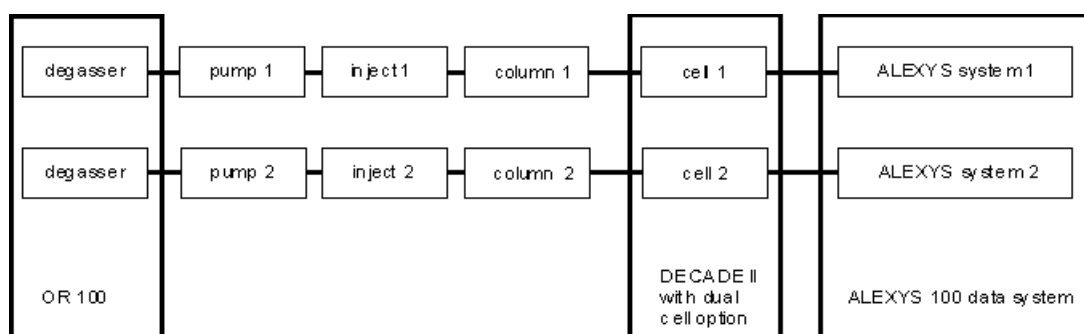 degasser
pump 1
inject 1
column 1
cell 1
ALEXYS system 1
degasser
pump 2
inject 2
column 2
cell 2
ALEXYS system 2
OR 100
DECADE II
with dual
cell option
ALEXYS 100 data system